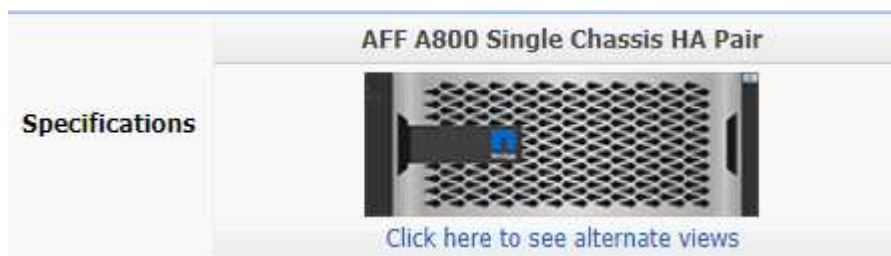 AFF A800 Single Chassis HA Pair
Specifications
Click here to see alternate views